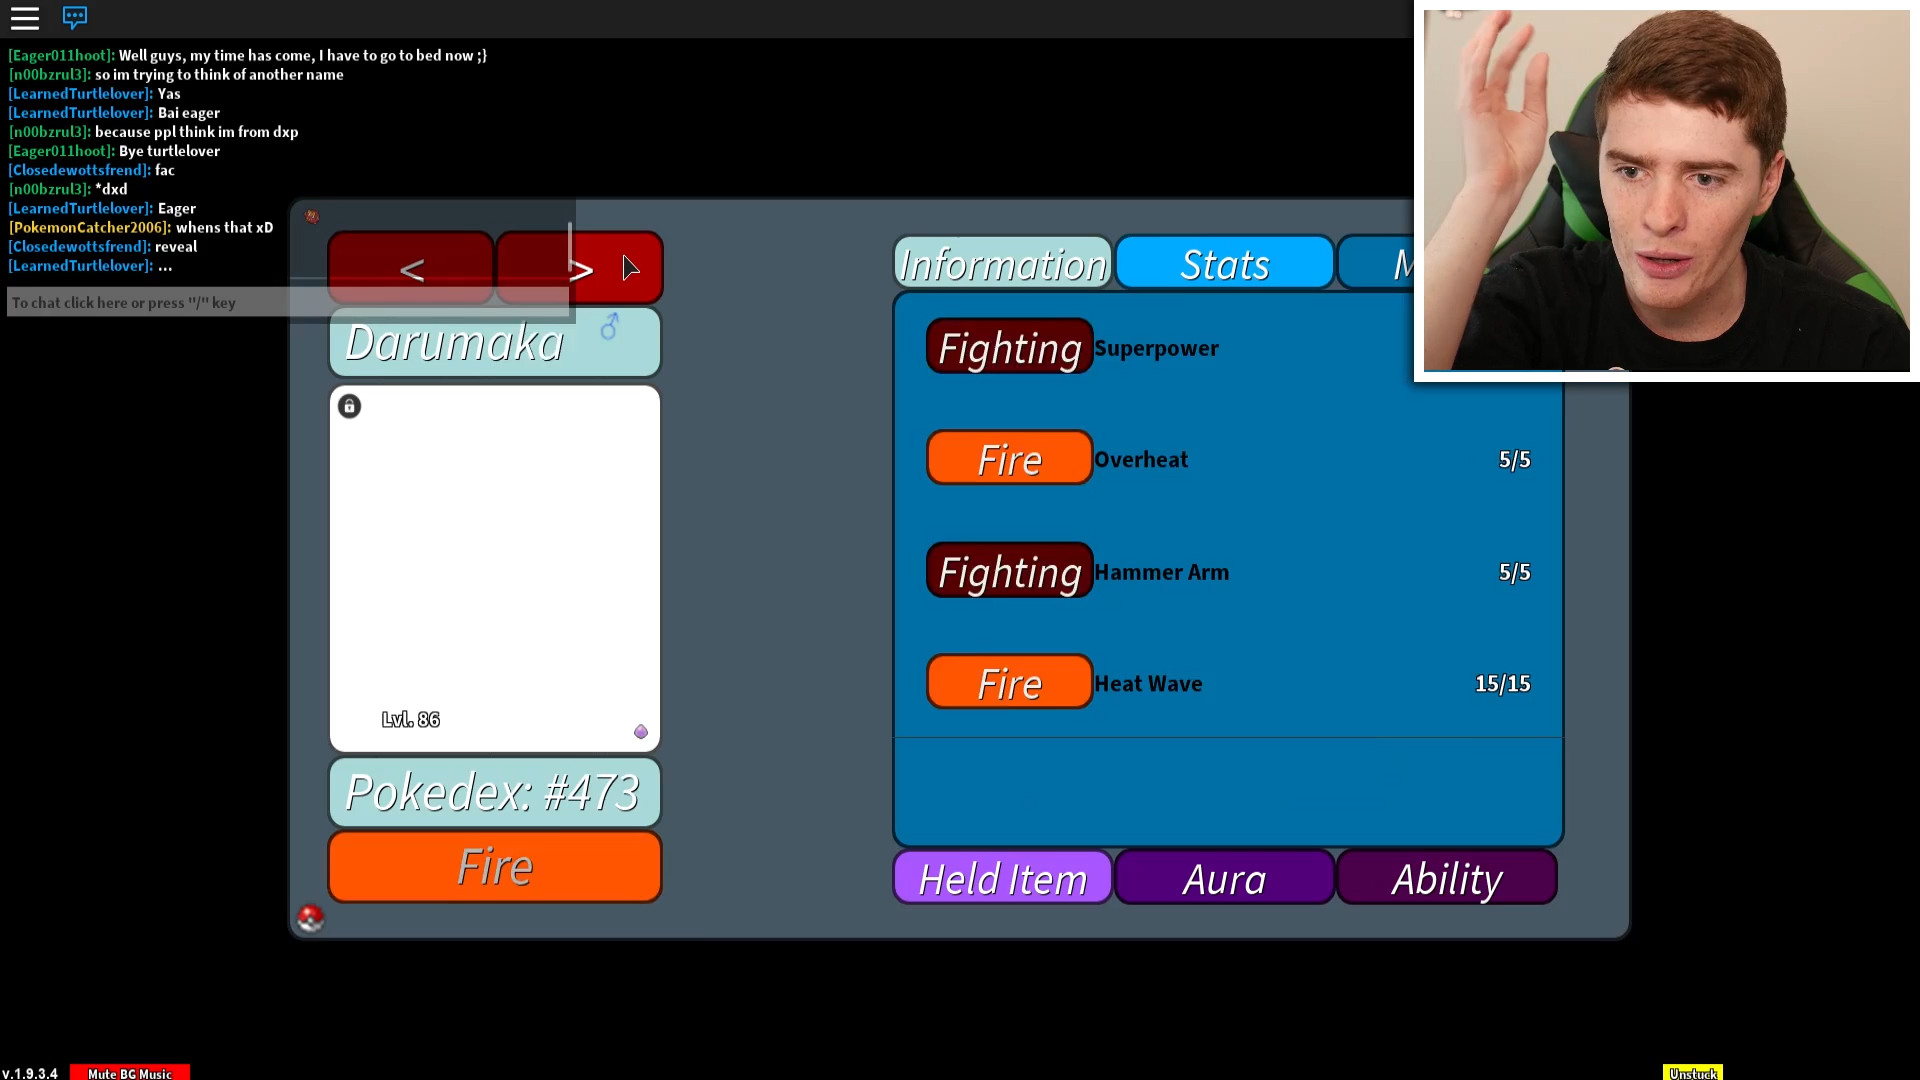 [Eager011hoot]: Well guys, my time has come, I have to go to bed now ;}
[n00bzrul3]: so im trying to think of another name
[LearnedTurtlelover]: Yas
[LearnedTurtlelover]: Bai eager
[n00bzrul3]: because ppl think im from dxp
[Eager011hoot]: Bye turtlelover
[Closedewottsfrend]: fac
[n00bzrul3]: *dxd
[LearnedTurtlelover]: Eager
[PokemonCatcher2006]: whens that xD
[Closedewottsfrend]: reveal
[LearnedTurtlelover]: ...
To chat click here or press "/" key
< >
Darumaka ♂
Lvl. 86
Pokedex: #473
Fire
Information Stats
Fighting Superpower
Fire Overheat 5/5
Fighting Hammer Arm 5/5
Fire Heat Wave 15/15
Held Item Aura Ability
v.1.9.3.4
Mute BG Music
Unstuck